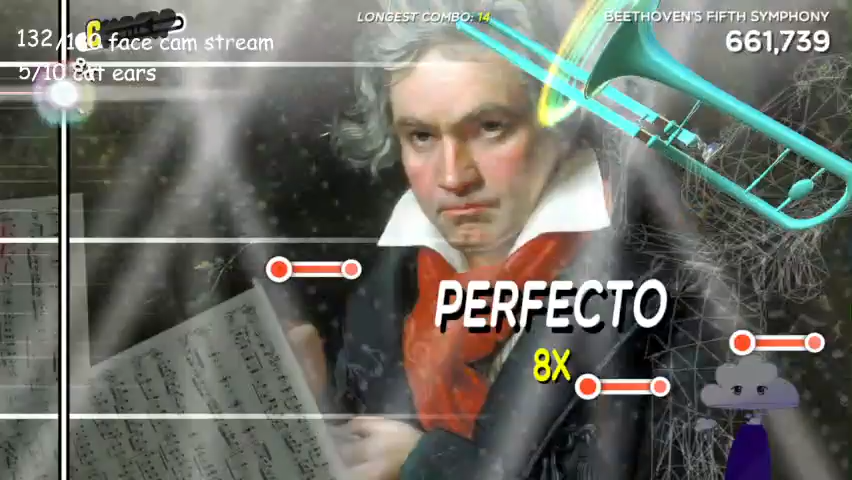 LONGEST COMBO: 14
BEETHOVEN'S FIFTH SYMPHONY
661,739
132/ face cam stream
5/10 ears
PERFECTO
8X